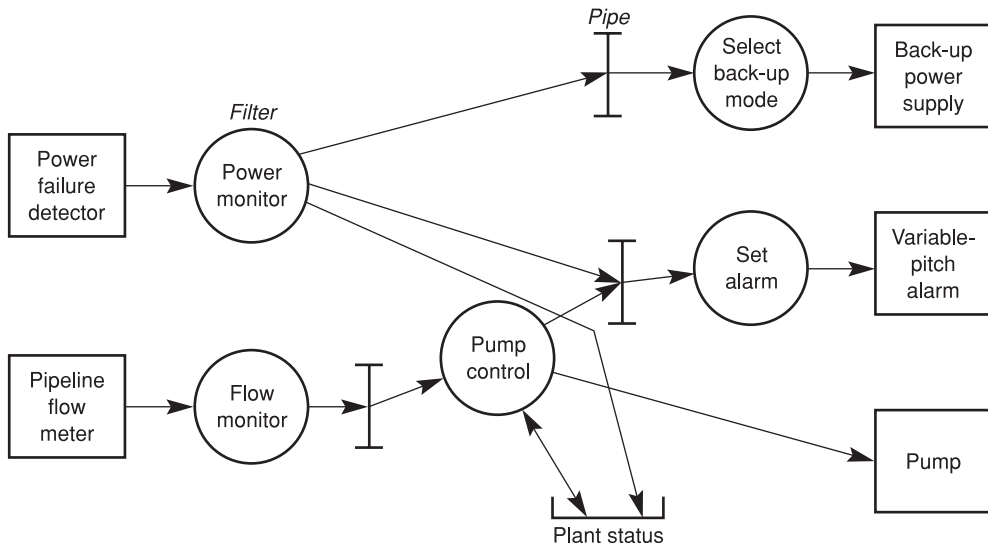 Pipe
Select
back-up
mode
Back-up
power
supply
Filter
Power
failure
detector
Power
monitor
Set
alarm
Variable-
pitch
alarm
Pump
control
Pipeline
flow
meter
Flow
monitor
Pump
Plant status